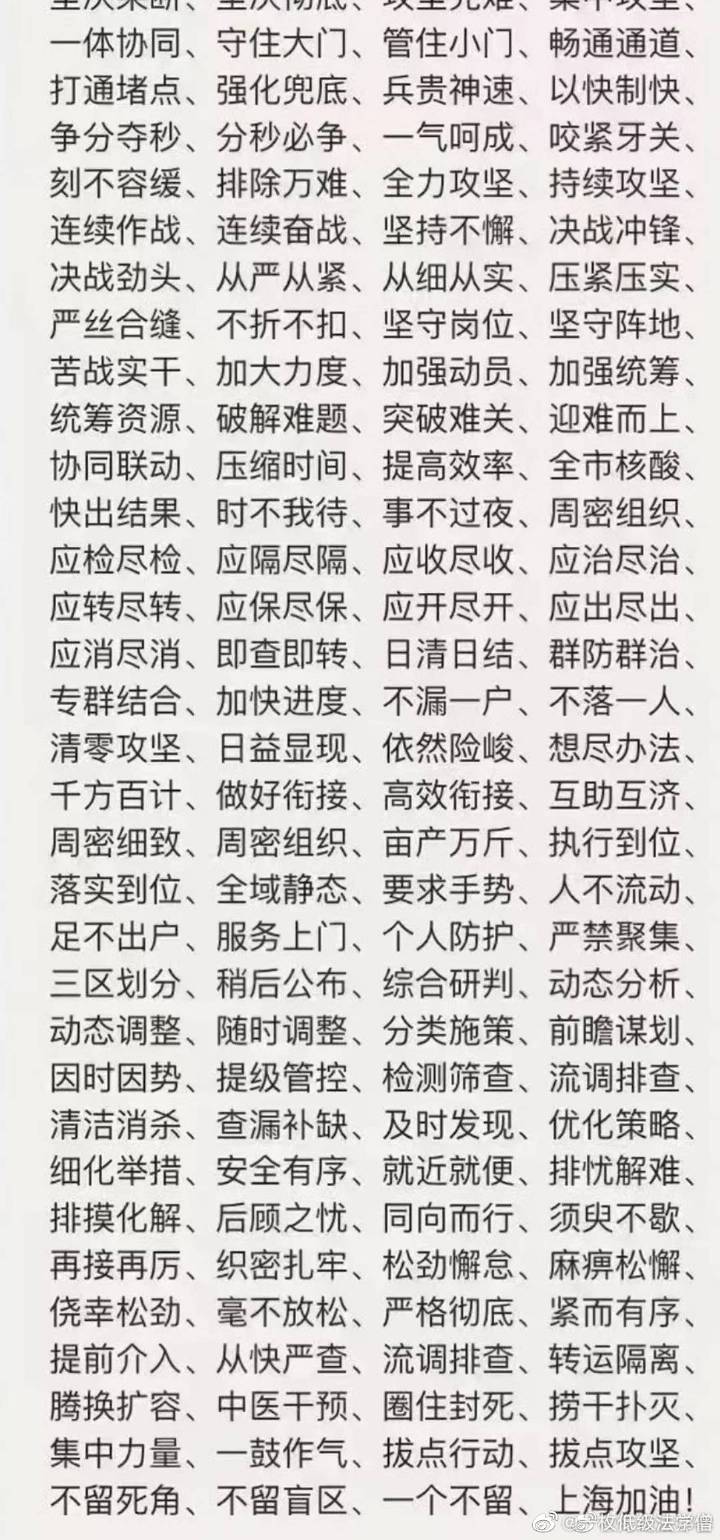 坚决果断、坚决彻底、攻坚克难、集中攻坚、
一体协同、守住大门、管住小门、畅通通道、
打通堵点、强化兜底、兵贵神速、以快制快、
争分夺秒、分秒必争、一气呵成、咬紧牙关、
刻不容缓、排除万难、全力攻坚、持续攻坚、
连续作战、连续奋战、坚持不懈、决战冲锋、
决战劲头、从严从紧、从细从实、压紧压实、
严丝合缝、不折不扣、坚守岗位、坚守阵地、
苦战实干、加大力度、加强动员、加强统筹、
统筹资源、破解难题、突破难关、迎难而上、
协同联动、压缩时间、提高效率、全市核酸、
快出结果、时不我待、事不过夜、周密组织、
应检尽检、应隔尽隔、应收尽收、应治尽治、
应转尽转、应保尽保、应开尽开、应出尽出、
应消尽消、即查即转、日清日结、群防群治、
专群结合、加快进度、不漏一户、不落一人、
清零攻坚、日益显现、依然险峻、想尽办法、
千方百计、做好衔接、高效衔接、互助互济、
周密细致、周密组织、亩产万斤、执行到位、
落实到位、全域静态、要求手势、人不流动、
足不出户、服务上门、个人防护、严禁聚集、
三区划分、稍后公布、综合研判、动态分析、
动态调整、随时调整、分类施策、前瞻谋划、
因时因势、提级管控、检测筛查、流调排查、
清洁消杀、查漏补缺、及时发现、优化策略、
细化举措、安全有序、就近就便、排忧解难、
排摸化解、后顾之忧、同向而行、须臾不歇、
再接再厉、织密扎牢、松劲懈怠、麻痹松懈、
侥幸松劲、毫不放松、严格彻底、紧而有序、
提前介入、从快严查、流调排查、转运隔离、
腾换扩容、中医干预、圈住封死、捞干扑灭、
集中力量、一鼓作气、拔点行动、拔点攻坚、
不留死角、不留盲区、一个不留、上海加油！
@一枚低级法学僧